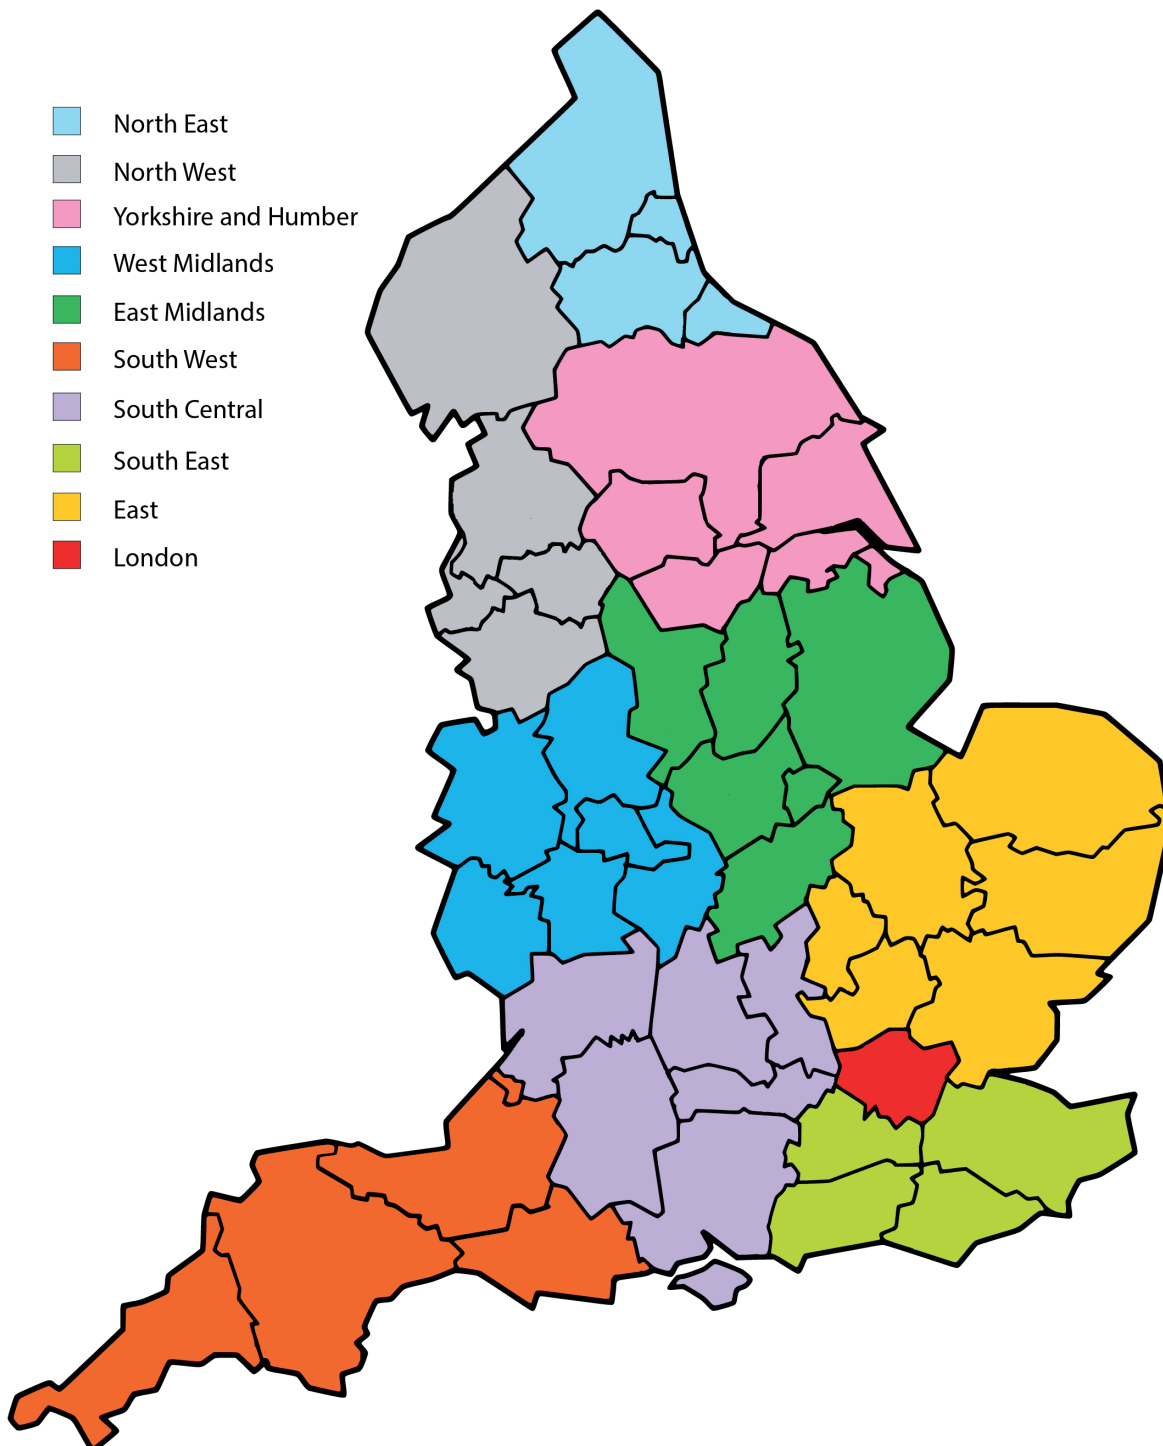 North East
North West
Yorkshire and Humber
West Midlands
East Midlands
South West
South Central
South East
East
London